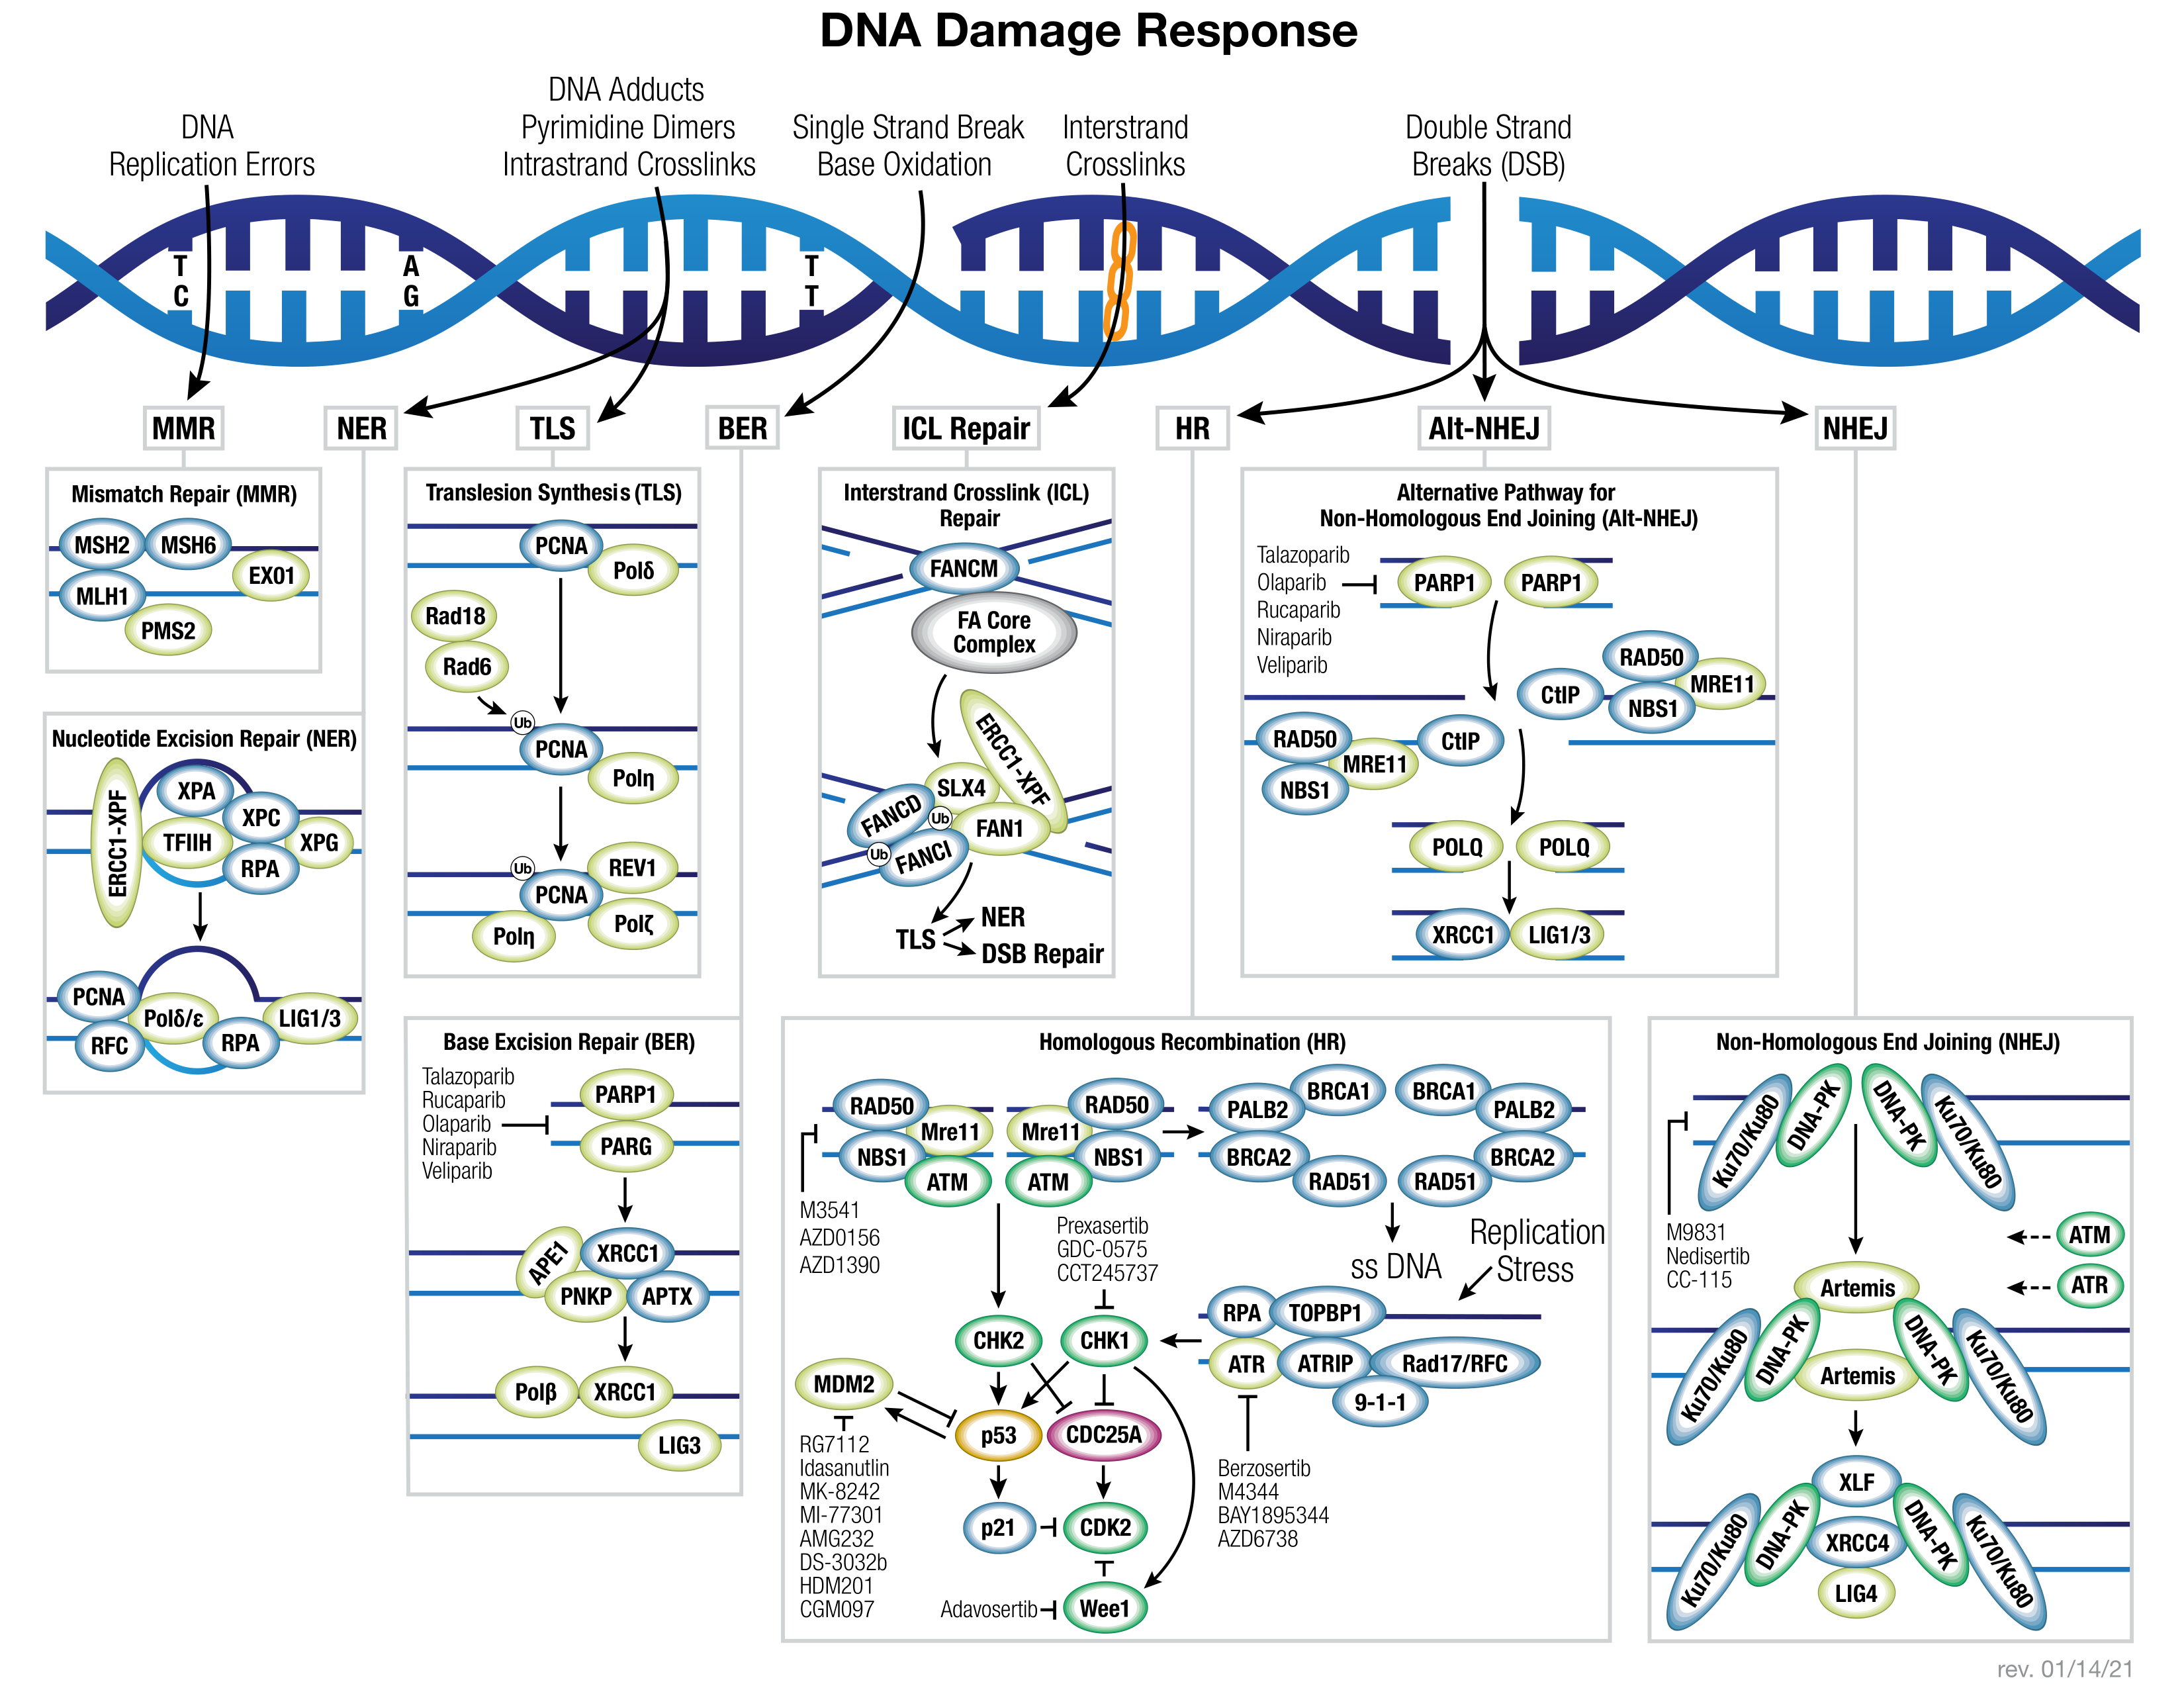 DNA Damage Response
DNA
Replication Errors
DNA Adducts
Pyrimidine Dimers
Intrastrand Crosslinks
Single Strand Break
Base Oxidation
Interstrand
Crosslinks
Double Strand
Breaks (DSB)
T
C
A
G
T
T
MMR
NER
TLS
BER
ICL Repair
HR
Alt-NHEJ
NHEJ
Mismatch Repair (MMR)
MSH2
MSH6
EXO1
MLH1
PMS2
Nucleotide Excision Repair (NER)
ERCC1-XPF
XPA
XPC
TFIIH
XPG
RPA
PCNA
Polδ/ε
LIG1/3
RFC
RPA
Translesion Synthesis (TLS)
PCNA
Polδ
Rad18
Rad6
Ub
PCNA
Polη
Ub
REV1
PCNA
Polη
Polζ
Base Excision Repair (BER)
Talazoparib
Rucaparib
Olaparib
Niraparib
Veliparib
PARP1
PARG
APE1
XRCC1
PNKP
APTX
Polβ
XRCC1
LIG3
Interstrand Crosslink (ICL)
Repair
FANCM
FA Core
Complex
ERCC1-XPF
SLX4
FANCD
Ub
FAN1
Ub
FANCI
TLS
NER
DSB Repair
Alternative Pathway for
Non-Homologous End Joining (Alt-NHEJ)
Talazoparib
Olaparib
Rucaparib
Niraparib
Veliparib
PARP1
PARP1
RAD50
MRE11
CtIP
NBS1
RAD50
MRE11
CtIP
NBS1
POLQ
POLQ
XRCC1
LIG1/3
Homologous Recombination (HR)
RAD50
Mre11
NBS1
ATM
RAD50
Mre11
NBS1
ATM
PALB2
BRCA1
BRCA1
PALB2
BRCA2
RAD51
RAD51
BRCA2
M3541
AZD0156
AZD1390
Prexasertib
GDC-0575
CCT245737
ss DNA
Replication
Stress
RPA
TOPBP1
CHK2
CHK1
ATR
ATRIP
Rad17/RFC
9-1-1
MDM2
p53
CDC25A
RG7112
Idasanutlin
MK-8242
MI-77301
AMG232
DS-3032b
HDM201
CGM097
p21
CDK2
Berzosertib
M4344
BAY1895344
AZD6738
Adavosertib
Wee1
Non-Homologous End Joining (NHEJ)
Ku70/Ku80
DNA-PK
DNA-PK
Ku70/Ku80
M9831
Nedisertib
CC-115
ATM
ATR
Artemis
Ku70/Ku80
DNA-PK
Artemis
DNA-PK
Ku70/Ku80
XLF
Ku70/Ku80
DNA-PK
XRCC4
DNA-PK
Ku70/Ku80
LIG4
rev. 01/14/21